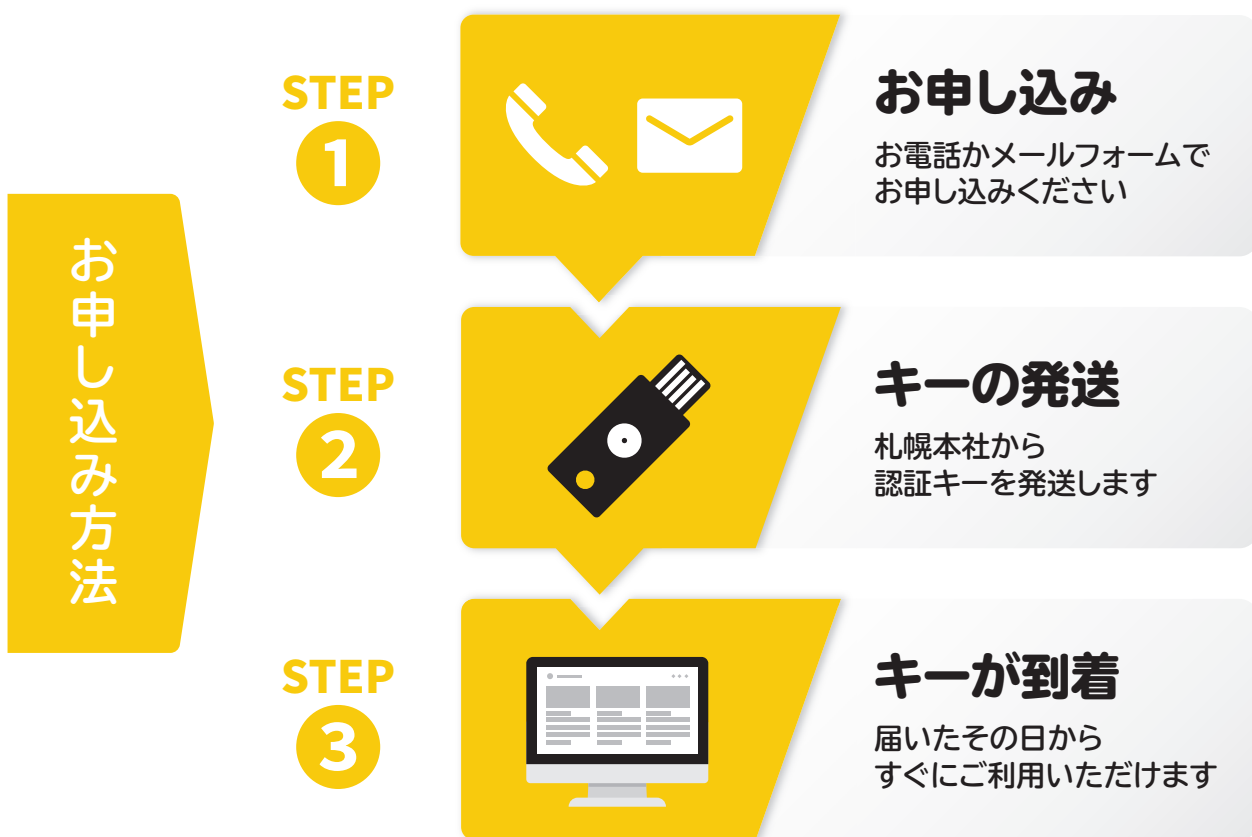 お申し込み方法
STEP
1
お申し込み
お電話かメールフォームで
お申し込みください
STEP
2
キーの発送
札幌本社から
認証キーを発送します
STEP
3
キーが到着
届いたその日から
すぐにご利用いただけます